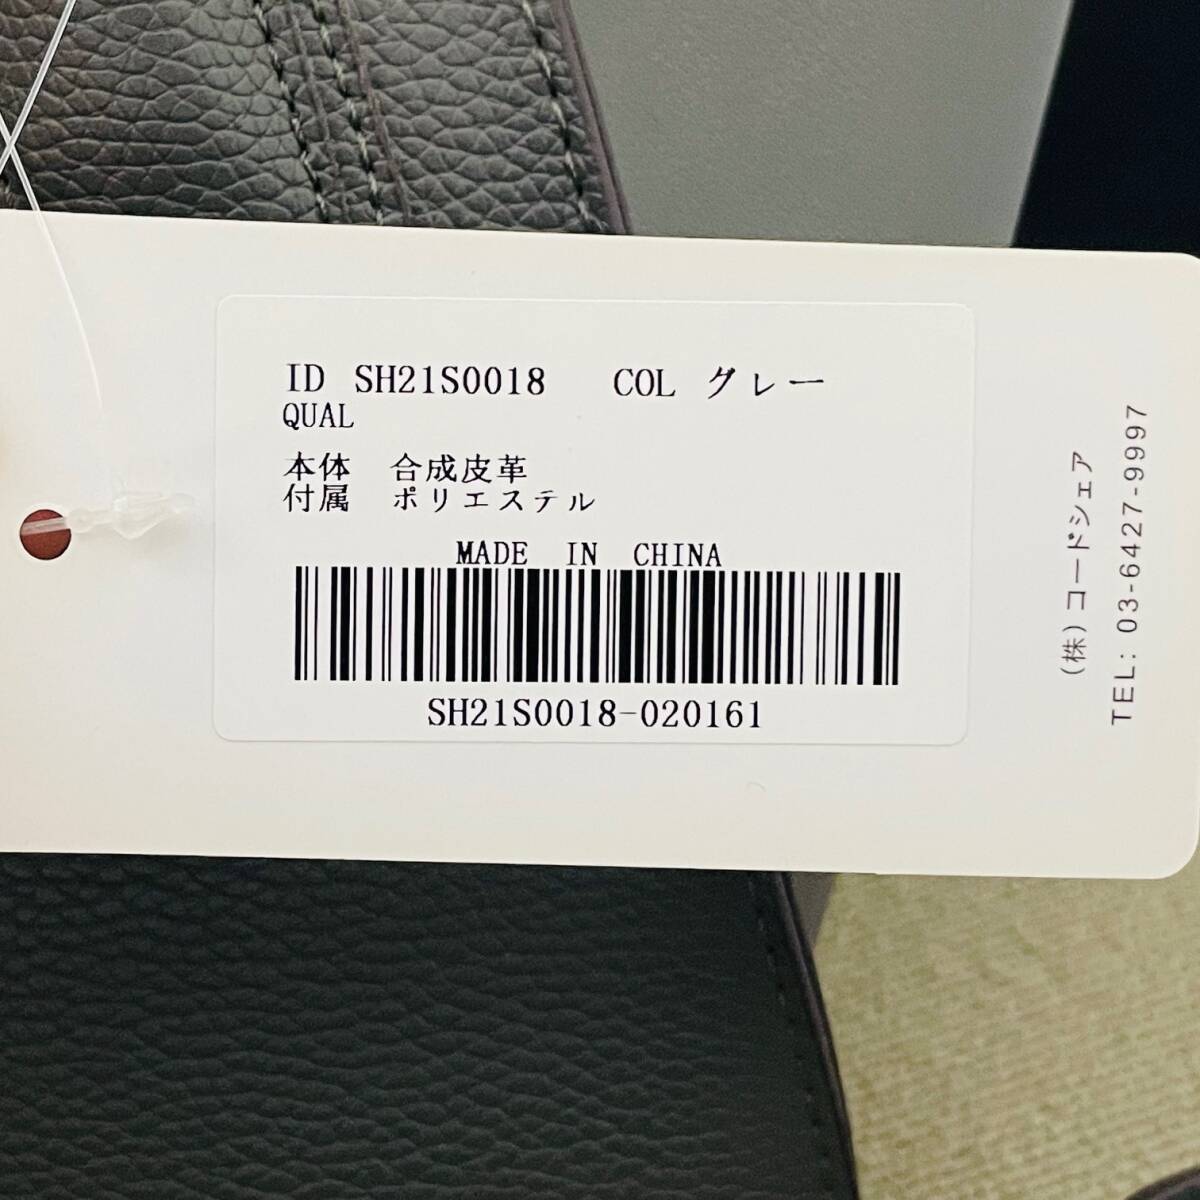 ID SH21S0018 COL グレー
QUAL
本体 合成皮革
付属 ポリエステル
MADE IN CHINA
SH21S0018-020161
(株)コードシェア
TEL: 03-6427-9997